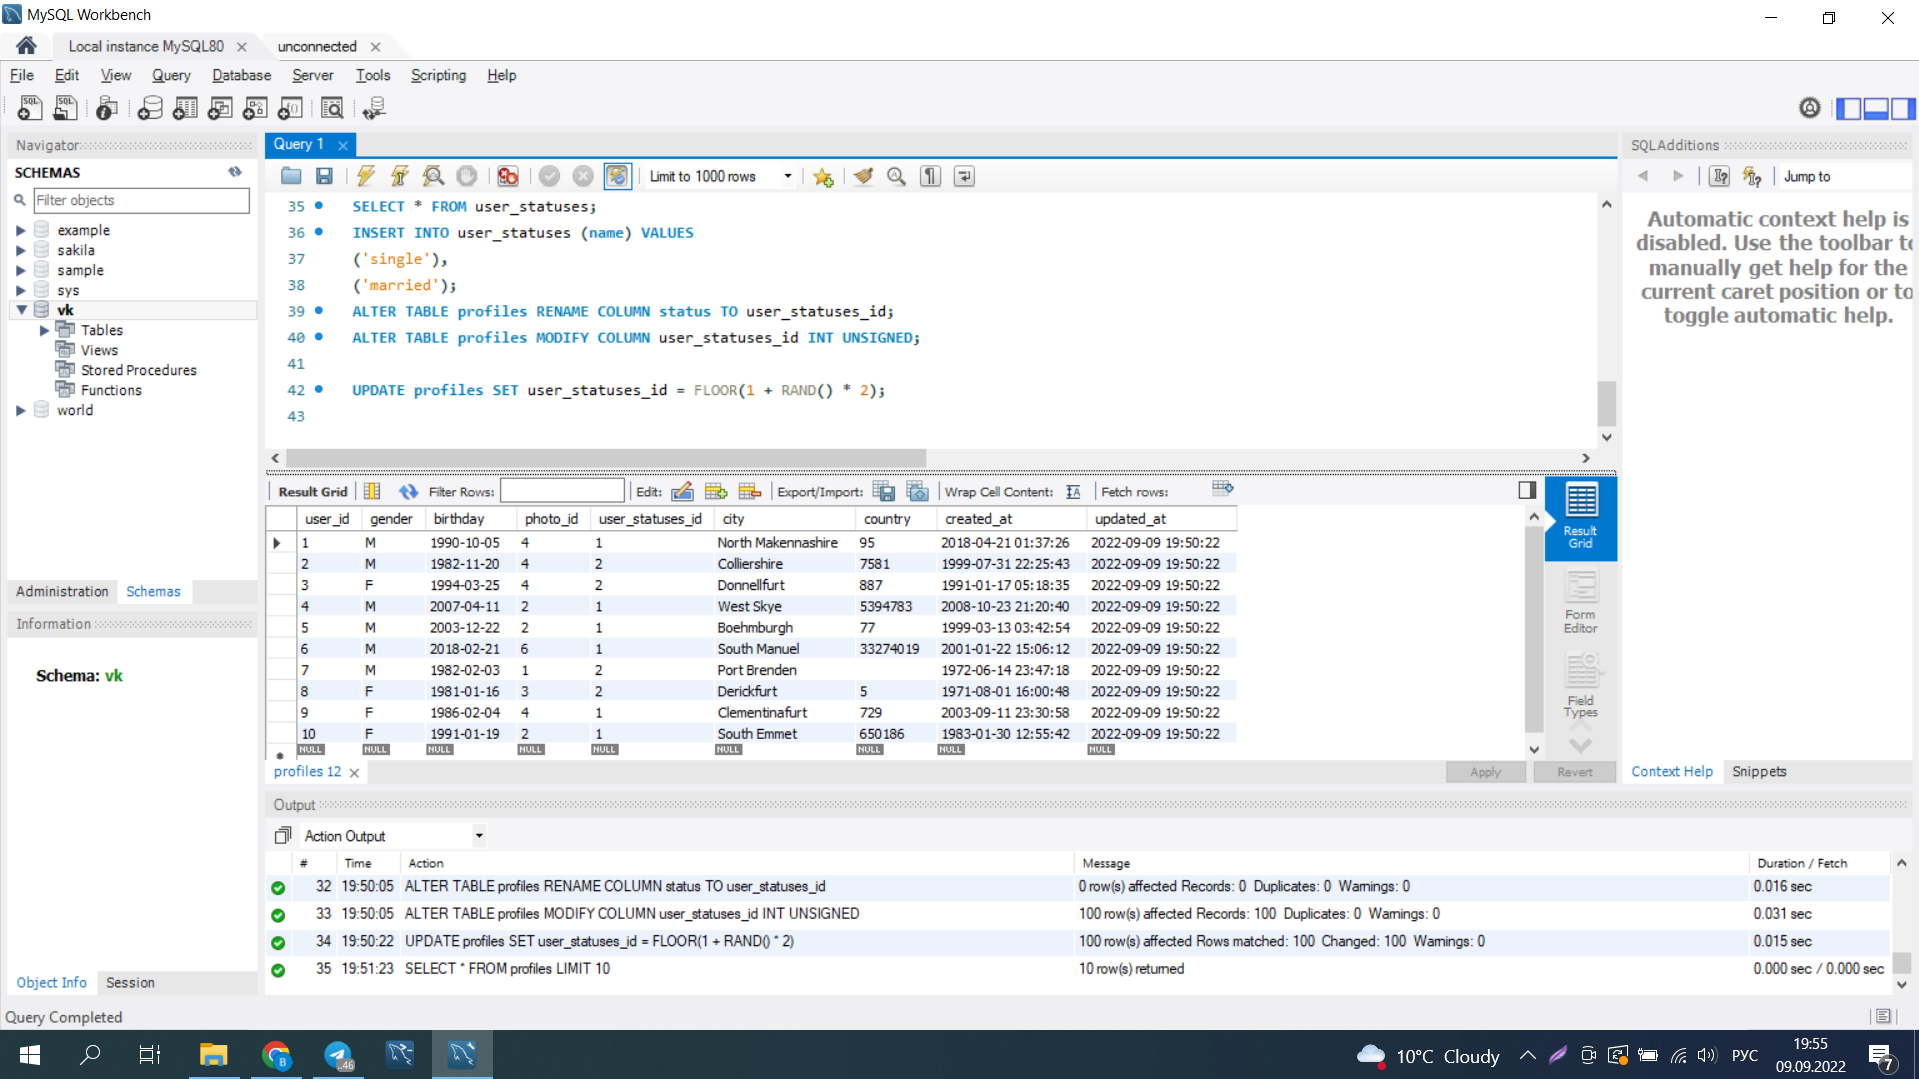 MySQL Workbench
Local instance MySQL80
unconnected
File Edit View Query Database Server Tools Scripting Help
Navigator
SCHEMAS
Filter objects
example
sakila
sample
sys
vk
Tables
Views
Stored Procedures
Functions
world
Administration Schemas
Information
Schema: vk
Object Info Session
Query Completed
Query 1
Limit to 1000 rows
35 SELECT * FROM user_statuses;
36 INSERT INTO user_statuses (name) VALUES
37 ('single'),
38 ('married');
39 ALTER TABLE profiles RENAME COLUMN status TO user_statuses_id;
40 ALTER TABLE profiles MODIFY COLUMN user_statuses_id INT UNSIGNED;
41
42 UPDATE profiles SET user_statuses_id = FLOOR(1 + RAND() * 2);
43
Result Grid Filter Rows: Edit: Export/Import: Wrap Cell Content: Fetch rows:
user_id gender birthday photo_id user_statuses_id city country created_at updated_at
1 M 1990-10-05 4 1 North Makennashire 95 2018-04-21 01:37:26 2022-09-09 19:50:22
2 M 1982-11-20 4 2 Colliershire 7581 1999-07-31 22:25:43 2022-09-09 19:50:22
3 F 1994-03-25 4 2 Donnellfurt 887 1991-01-17 05:18:35 2022-09-09 19:50:22
4 M 2007-04-11 2 1 West Skye 5394783 2008-10-23 21:20:40 2022-09-09 19:50:22
5 M 2003-12-22 2 1 Boehmburgh 77 1999-03-13 03:42:54 2022-09-09 19:50:22
6 M 2018-02-21 6 1 South Manuel 33274019 2001-01-22 15:06:12 2022-09-09 19:50:22
7 M 1982-02-03 1 2 Port Brenden 1972-06-14 23:47:18 2022-09-09 19:50:22
8 F 1981-01-16 3 2 Derickfurt 5 1971-08-01 16:00:48 2022-09-09 19:50:22
9 F 1986-02-04 4 1 Clementinafurt 729 2003-09-11 23:30:58 2022-09-09 19:50:22
10 F 1991-01-19 2 1 South Emmet 650186 1983-01-30 12:55:42 2022-09-09 19:50:22
NULL NULL NULL NULL NULL NULL NULL NULL NULL
Result Grid
Form Editor
Field Types
profiles 12
Apply Revert
SQLAdditions
Jump to
Automatic context help is
disabled. Use the toolbar to
manually get help for the
current caret position or to
toggle automatic help.
Context Help Snippets
Output
Action Output
# Time Action Message Duration / Fetch
32 19:50:05 ALTER TABLE profiles RENAME COLUMN status TO user_statuses_id 0 row(s) affected Records: 0 Duplicates: 0 Warnings: 0 0.016 sec
33 19:50:05 ALTER TABLE profiles MODIFY COLUMN user_statuses_id INT UNSIGNED 100 row(s) affected Records: 100 Duplicates: 0 Warnings: 0 0.031 sec
34 19:50:22 UPDATE profiles SET user_statuses_id = FLOOR(1 + RAND() * 2) 100 row(s) affected Rows matched: 100 Changed: 100 Warnings: 0 0.015 sec
35 19:51:23 SELECT * FROM profiles LIMIT 10 10 row(s) returned 0.000 sec / 0.000 sec
46
10°C Cloudy
РУС
19:55
09.09.2022
7